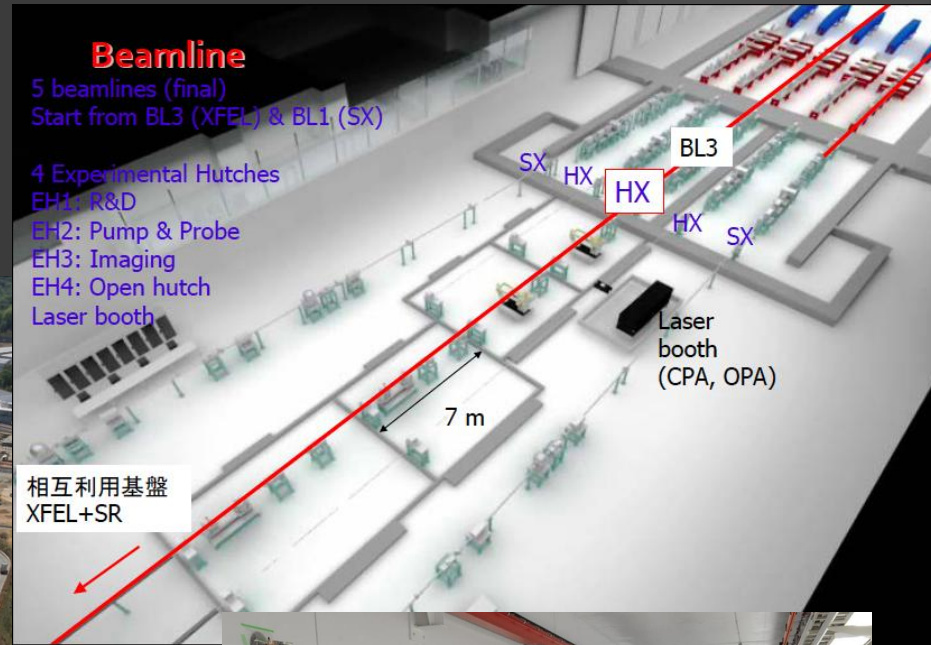 Beamline
5 beamlines (final)
Start from BL3 (XFEL) & BL1 (SX)
4 Experimental Hutches
EH1: R&D
EH2: Pump & Probe
EH3: Imaging
EH4: Open hutch
Laser booth
BL3
SX
HX
HX
HX
SX
Laser
booth
(CPA, OPA)
7 m
相互利用基盤
XFEL+SR